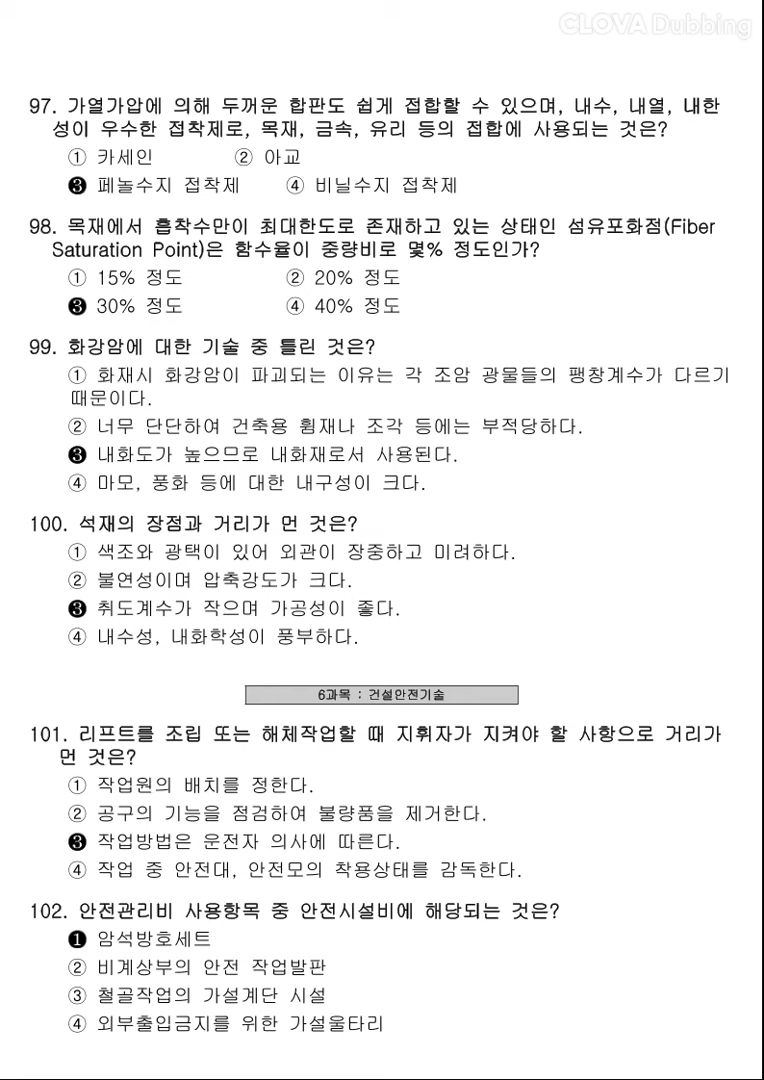 CLOVA Dubbing
97. 가열가압에 의해 두꺼운 합판도 쉽게 접합할 수 있으며, 내수, 내열, 내한
성이 우수한 접착제로, 목재, 금속, 유리 등의 접합에 사용되는 것은?
① 카세인 ② 아교
❸ 페놀수지 접착제 ④ 비닐수지 접착제
98. 목재에서 흡착수만이 최대한도로 존재하고 있는 상태인 섬유포화점(Fiber
Saturation Point)은 함수율이 중량비로 몇% 정도인가?
① 15% 정도 ② 20% 정도
❸ 30% 정도 ④ 40% 정도
99. 화강암에 대한 기술 중 틀린 것은?
① 화재시 화강암이 파괴되는 이유는 각 조암 광물들의 팽창계수가 다르기
때문이다.
② 너무 단단하여 건축용 휨재나 조각 등에는 부적당하다.
❸ 내화도가 높으므로 내화재로서 사용된다.
④ 마모, 풍화 등에 대한 내구성이 크다.
100. 석재의 장점과 거리가 먼 것은?
① 색조와 광택이 있어 외관이 장중하고 미려하다.
② 불연성이며 압축강도가 크다.
❸ 취도계수가 작으며 가공성이 좋다.
④ 내수성, 내화학성이 풍부하다.
6과목 : 건설안전기술
101. 리프트를 조립 또는 해체작업할 때 지휘자가 지켜야 할 사항으로 거리가
먼 것은?
① 작업원의 배치를 정한다.
② 공구의 기능을 점검하여 불량품을 제거한다.
❸ 작업방법은 운전자 의사에 따른다.
④ 작업 중 안전대, 안전모의 착용상태를 감독한다.
102. 안전관리비 사용항목 중 안전시설비에 해당되는 것은?
❶ 암석방호세트
② 비계상부의 안전 작업발판
③ 철골작업의 가설계단 시설
④ 외부출입금지를 위한 가설울타리